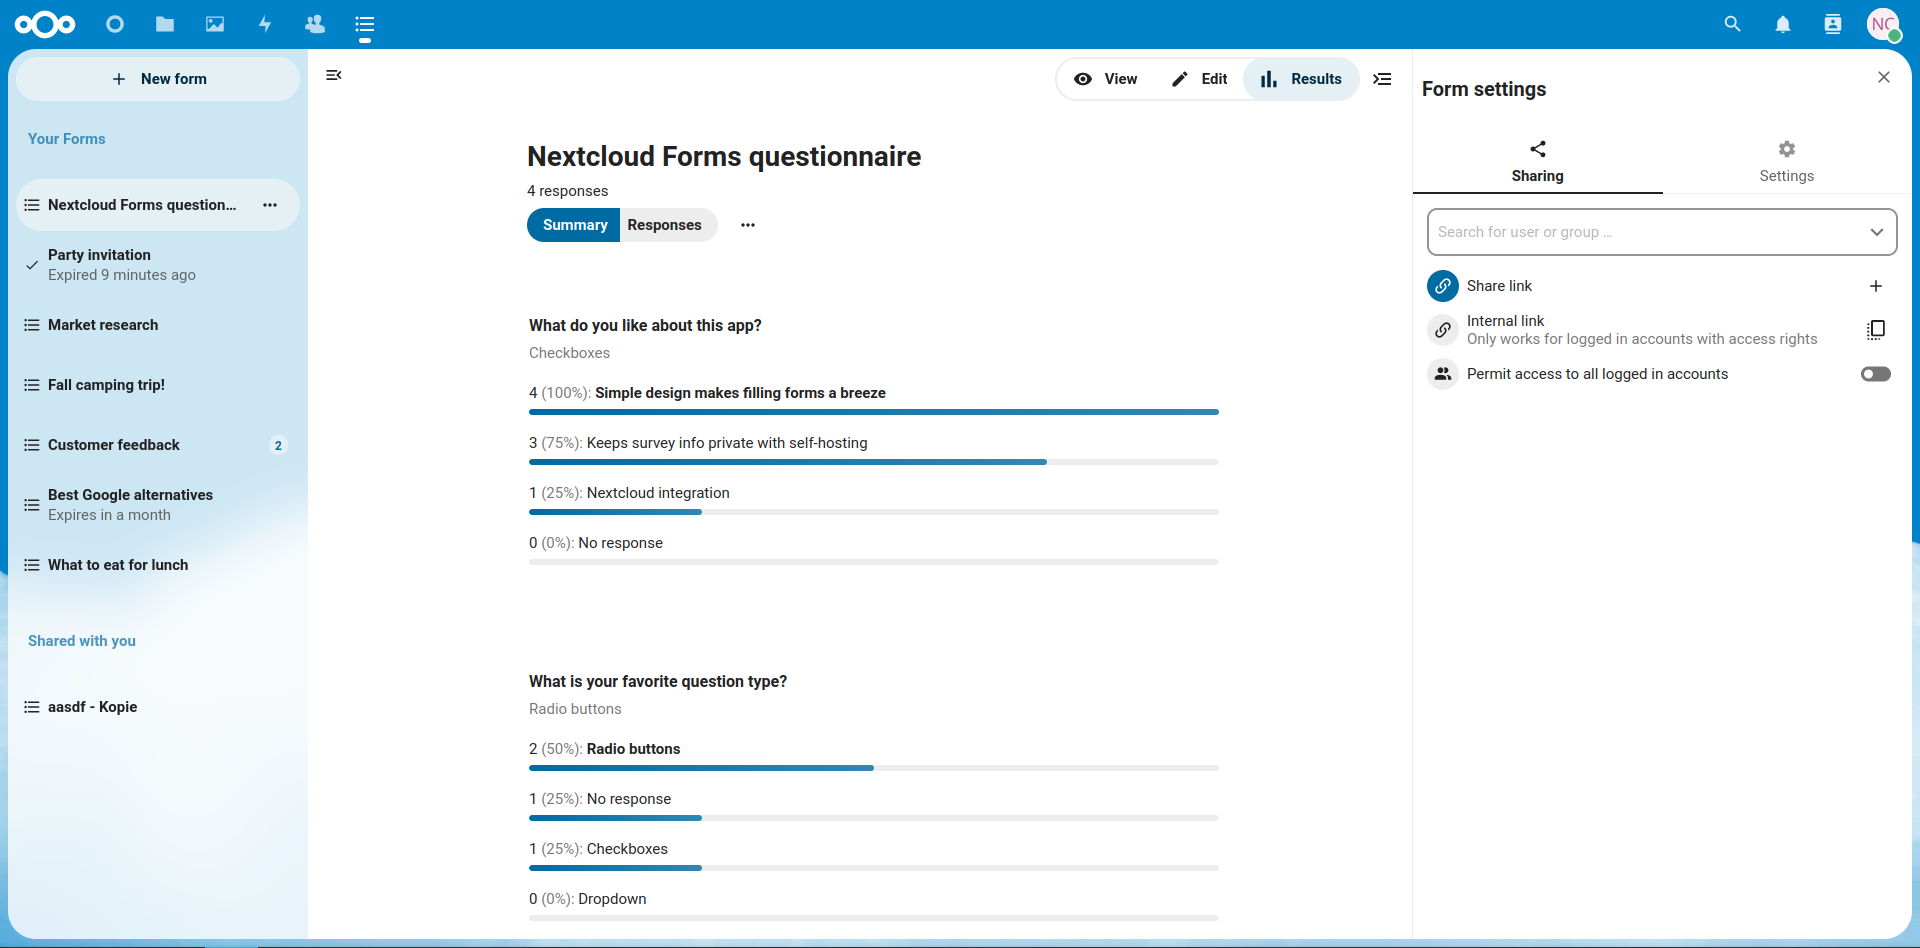 NC
New form
Your Forms
Nextcloud Forms question...
Party invitation
Expired 9 minutes ago
Market research
Fall camping trip!
Customer feedback 2
Best Google alternatives
Expires in a month
What to eat for lunch
Shared with you
aasdf - Kopie
View Edit Results
Nextcloud Forms questionnaire
4 responses
Summary Responses
What do you like about this app?
Checkboxes
4 (100%): Simple design makes filling forms a breeze
3 (75%): Keeps survey info private with self-hosting
1 (25%): Nextcloud integration
0 (0%): No response
What is your favorite question type?
Radio buttons
2 (50%): Radio buttons
1 (25%): No response
1 (25%): Checkboxes
0 (0%): Dropdown
Form settings
Sharing Settings
Search for user or group ...
Share link
Internal link
Only works for logged in accounts with access rights
Permit access to all logged in accounts